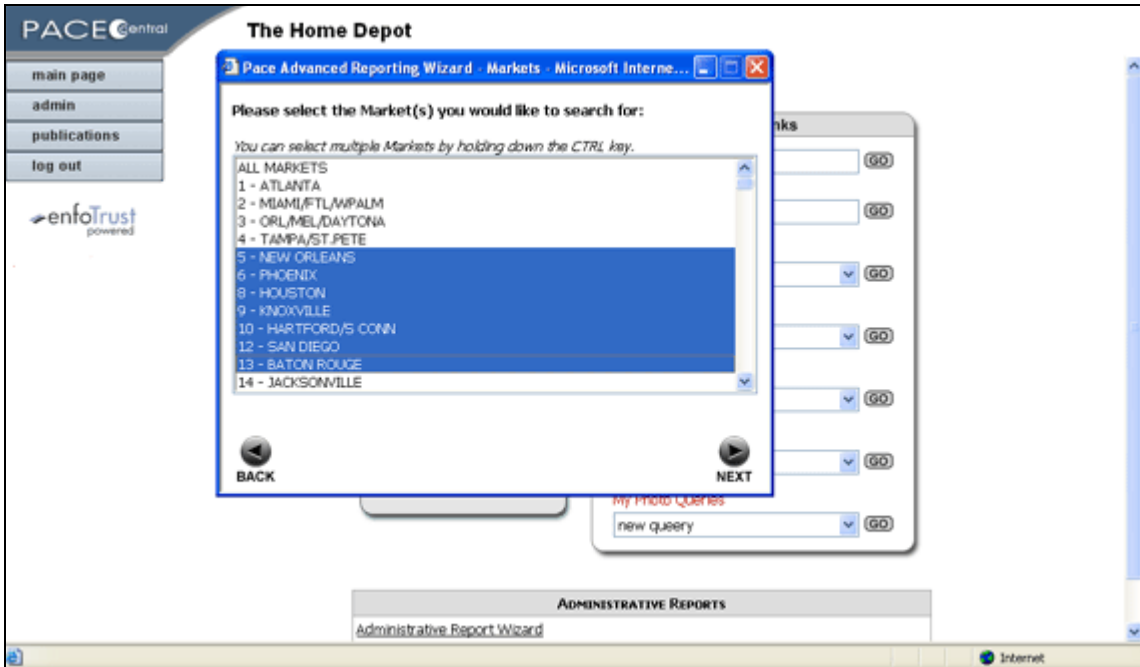 PACE Central
The Home Depot
main page
admin
publications
log out
enfoTrust
powered
Pace Advanced Reporting Wizard - Markets - Microsoft Interne...
Please select the Market(s) you would like to search for:
You can select multiple Markets by holding down the CTRL key.
ALL MARKETS
1 - ATLANTA
2 - MIAMI/FTL/WPALM
3 - ORL/MEL/DAYTONA
4 - TAMPA/ST.PETE
5 - NEW ORLEANS
6 - PHOENIX
8 - HOUSTON
9 - KNOXVILLE
10 - HARTFORD/S CONN
12 - SAN DIEGO
13 - BATON ROUGE
14 - JACKSONVILLE
BACK
NEXT
nks
GO
GO
GO
GO
GO
GO
My Photo Queries
new queery
GO
ADMINISTRATIVE REPORTS
Administrative Report Wizard
Internet